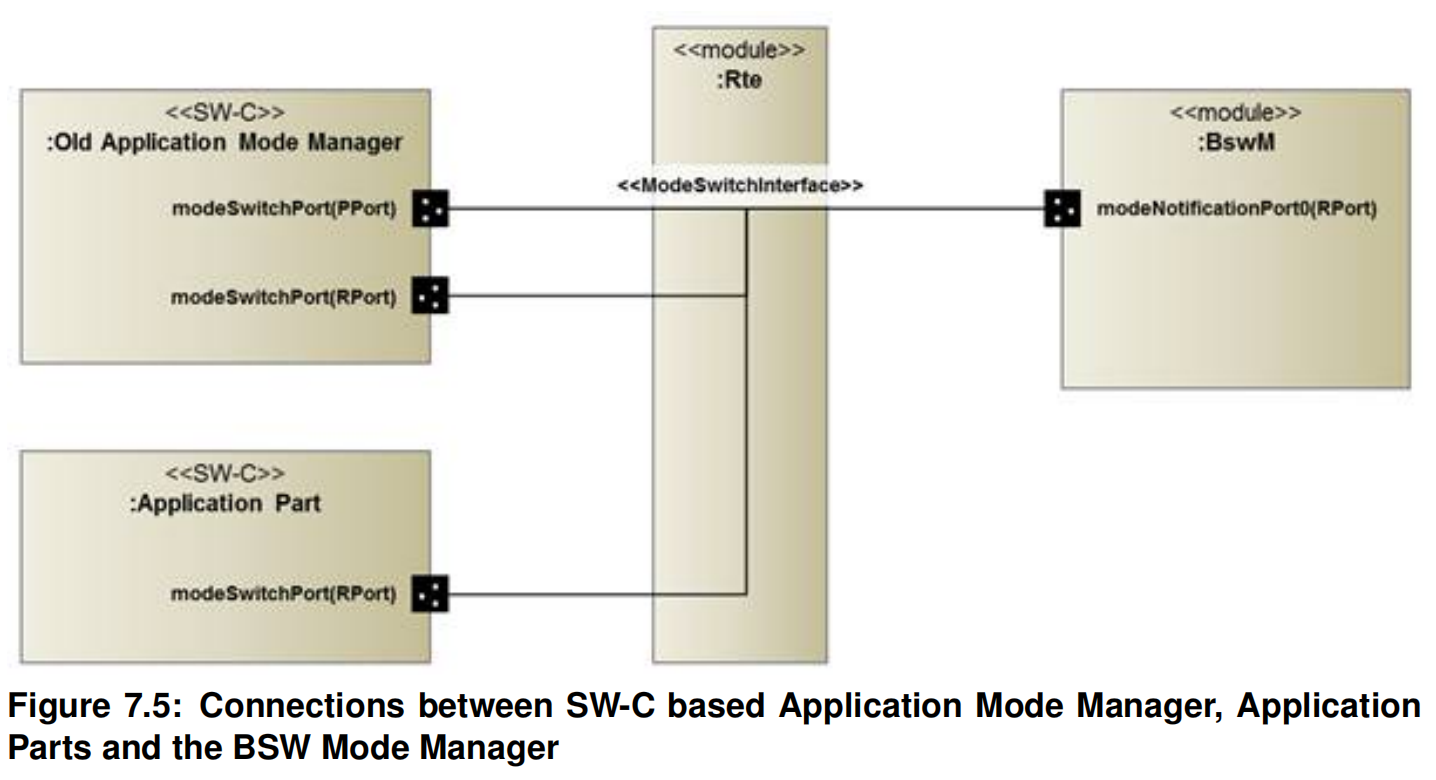 <<module>>
:Rte
<<SW-C>>
:Old Application Mode Manager
<<module>>
:BswM
<<ModeSwitchInterface>>
modeSwitchPort(PPort)
modeNotificationPort0(RPort)
modeSwitchPort(RPort)
<<SW-C>>
:Application Part
modeSwitchPort(RPort)
Figure 7.5: Connections between SW-C based Application Mode Manager, Application
Parts and the BSW Mode Manager